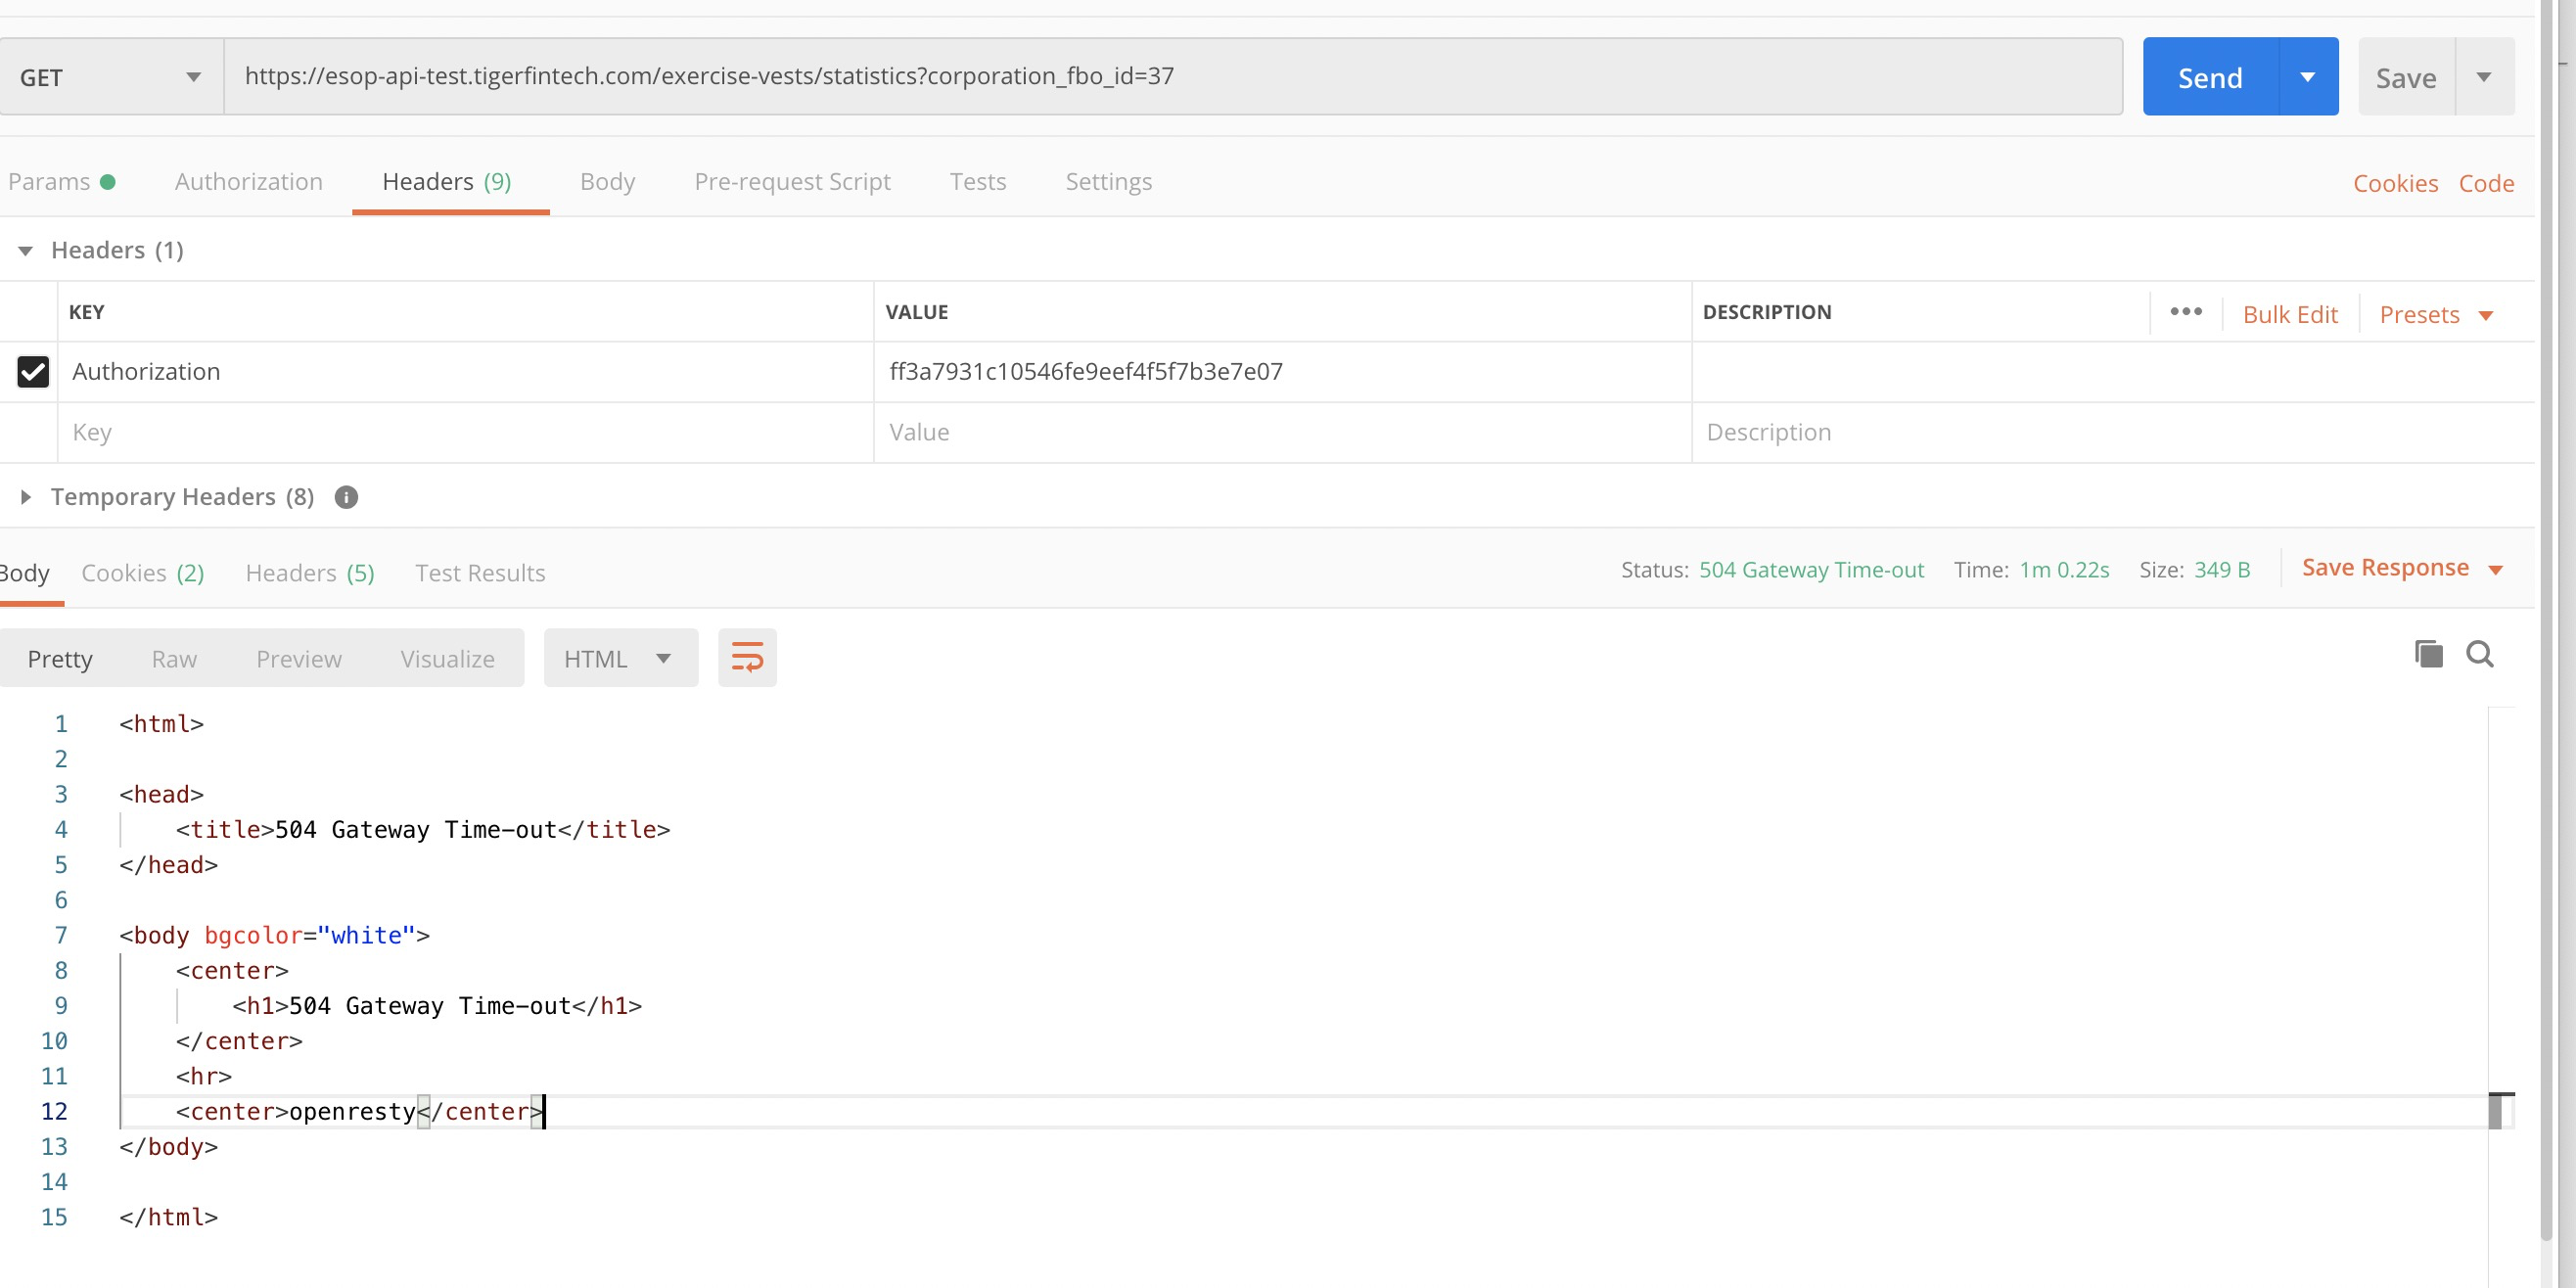 GET https://esop-api-test.tigerfintech.com/exercise-vests/statistics?corporation_fbo_id=37 Send Save
Params Authorization Headers (9) Body Pre-request Script Tests Settings Cookies Code
Headers (1)
KEY VALUE DESCRIPTION ••• Bulk Edit Presets
Authorization ff3a7931c10546fe9eef4f5f7b3e7e07
Key Value Description
Temporary Headers (8) i
Body Cookies (2) Headers (5) Test Results Status: 504 Gateway Time-out Time: 1m 0.22s Size: 349 B Save Response
Pretty Raw Preview Visualize HTML
1 <html>
2
3 <head>
4     <title>504 Gateway Time-out</title>
5 </head>
6
7 <body bgcolor="white">
8     <center>
9         <h1>504 Gateway Time-out</h1>
10     </center>
11     <hr>
12     <center>openresty</center>
13 </body>
14
15 </html>